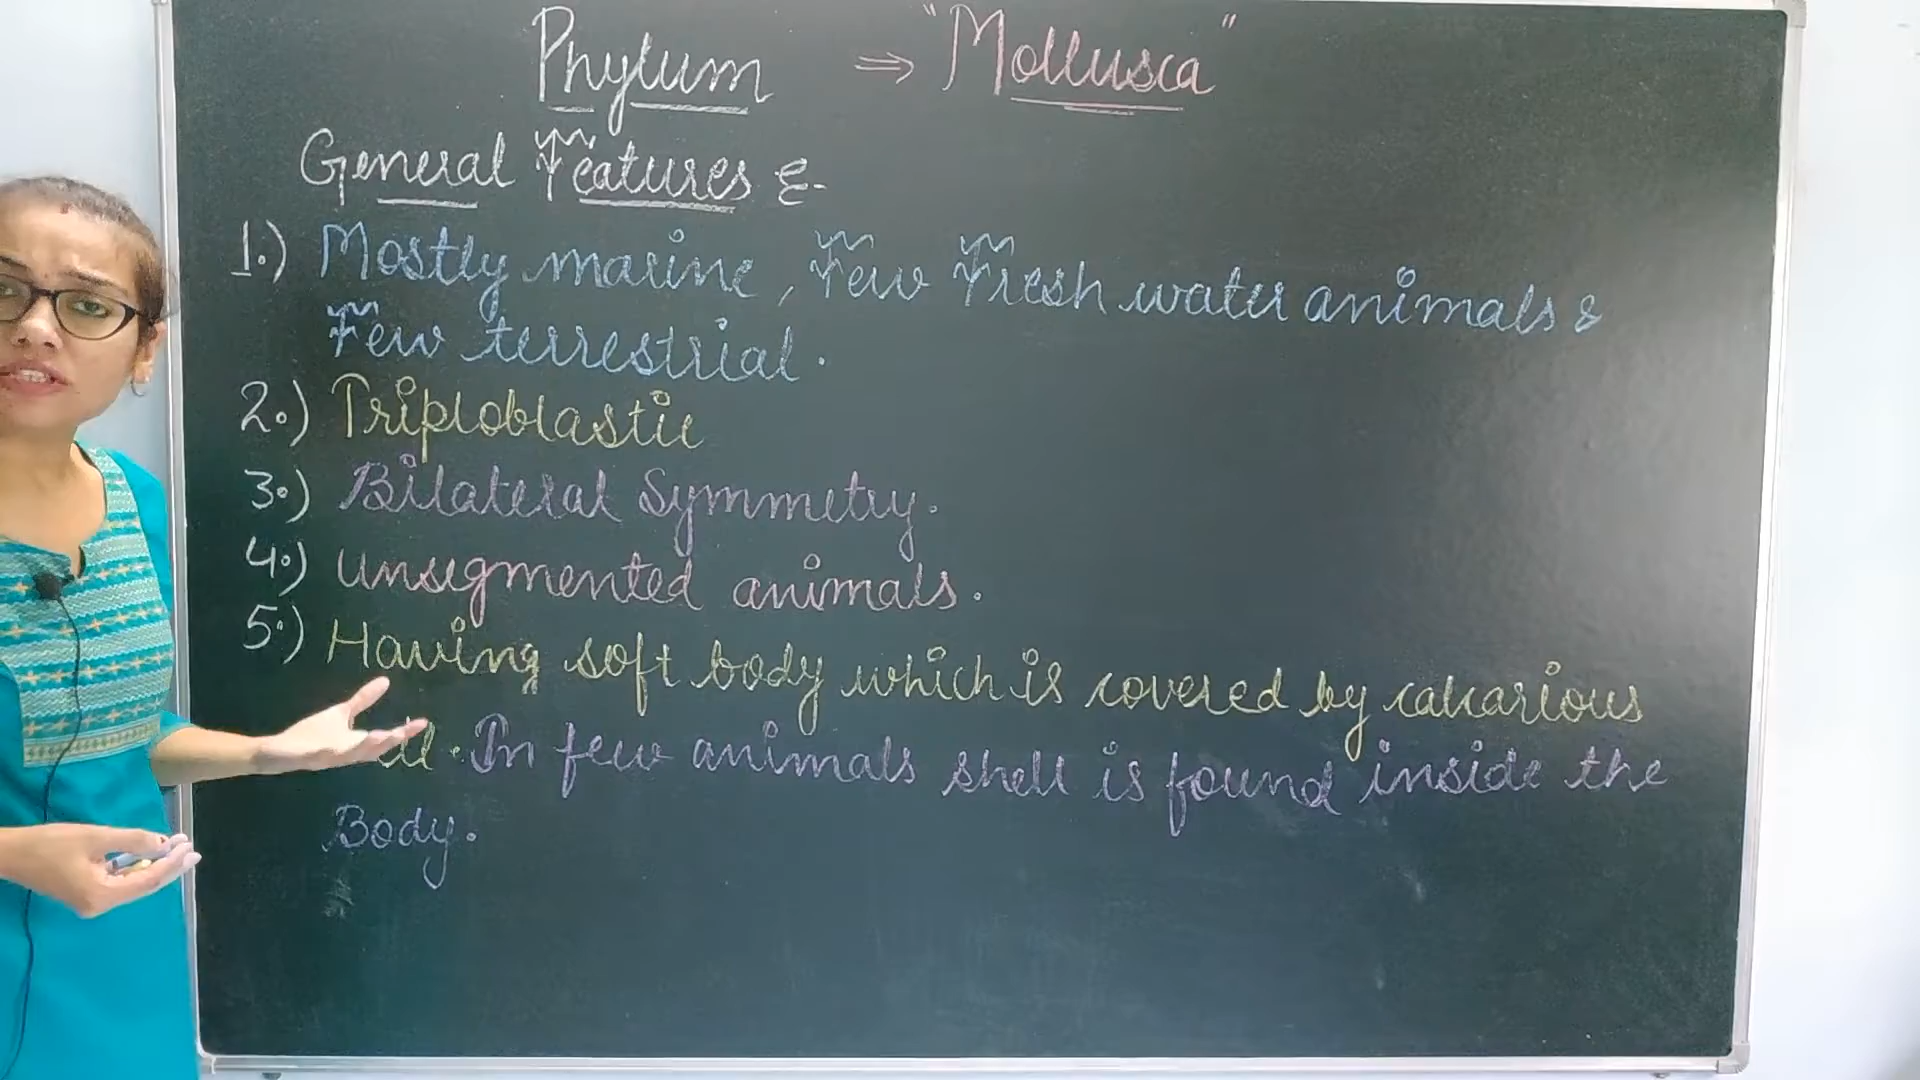 Phylum ⇒ "Mollusca"
General Features :-
1.) Mostly marine, Few Fresh water animals &
Few terrestrial.
2.) Triploblastic
3.) Bilateral Symmetry.
4.) Unsegmented animals.
5.) Having soft body which is covered by calcarious
In few animals shell is found inside the
Body.